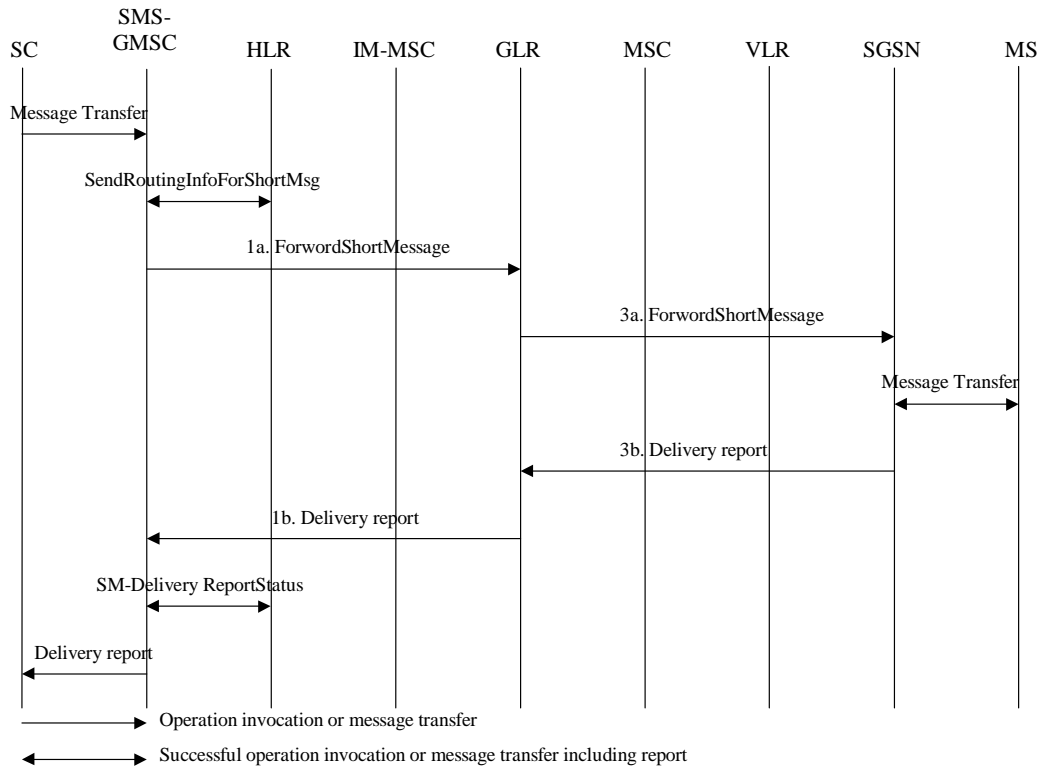 SMS-
GMSC
SC
HLR
IM-MSC
GLR
MSC
VLR
SGSN
MS
Message Transfer
SendRoutingInfoForShortMsg
1a. ForwordShortMessage
3a. ForwordShortMessage
Message Transfer
3b. Delivery report
1b. Delivery report
SM-Delivery ReportStatus
Delivery report
Operation invocation or message transfer
Successful operation invocation or message transfer including report